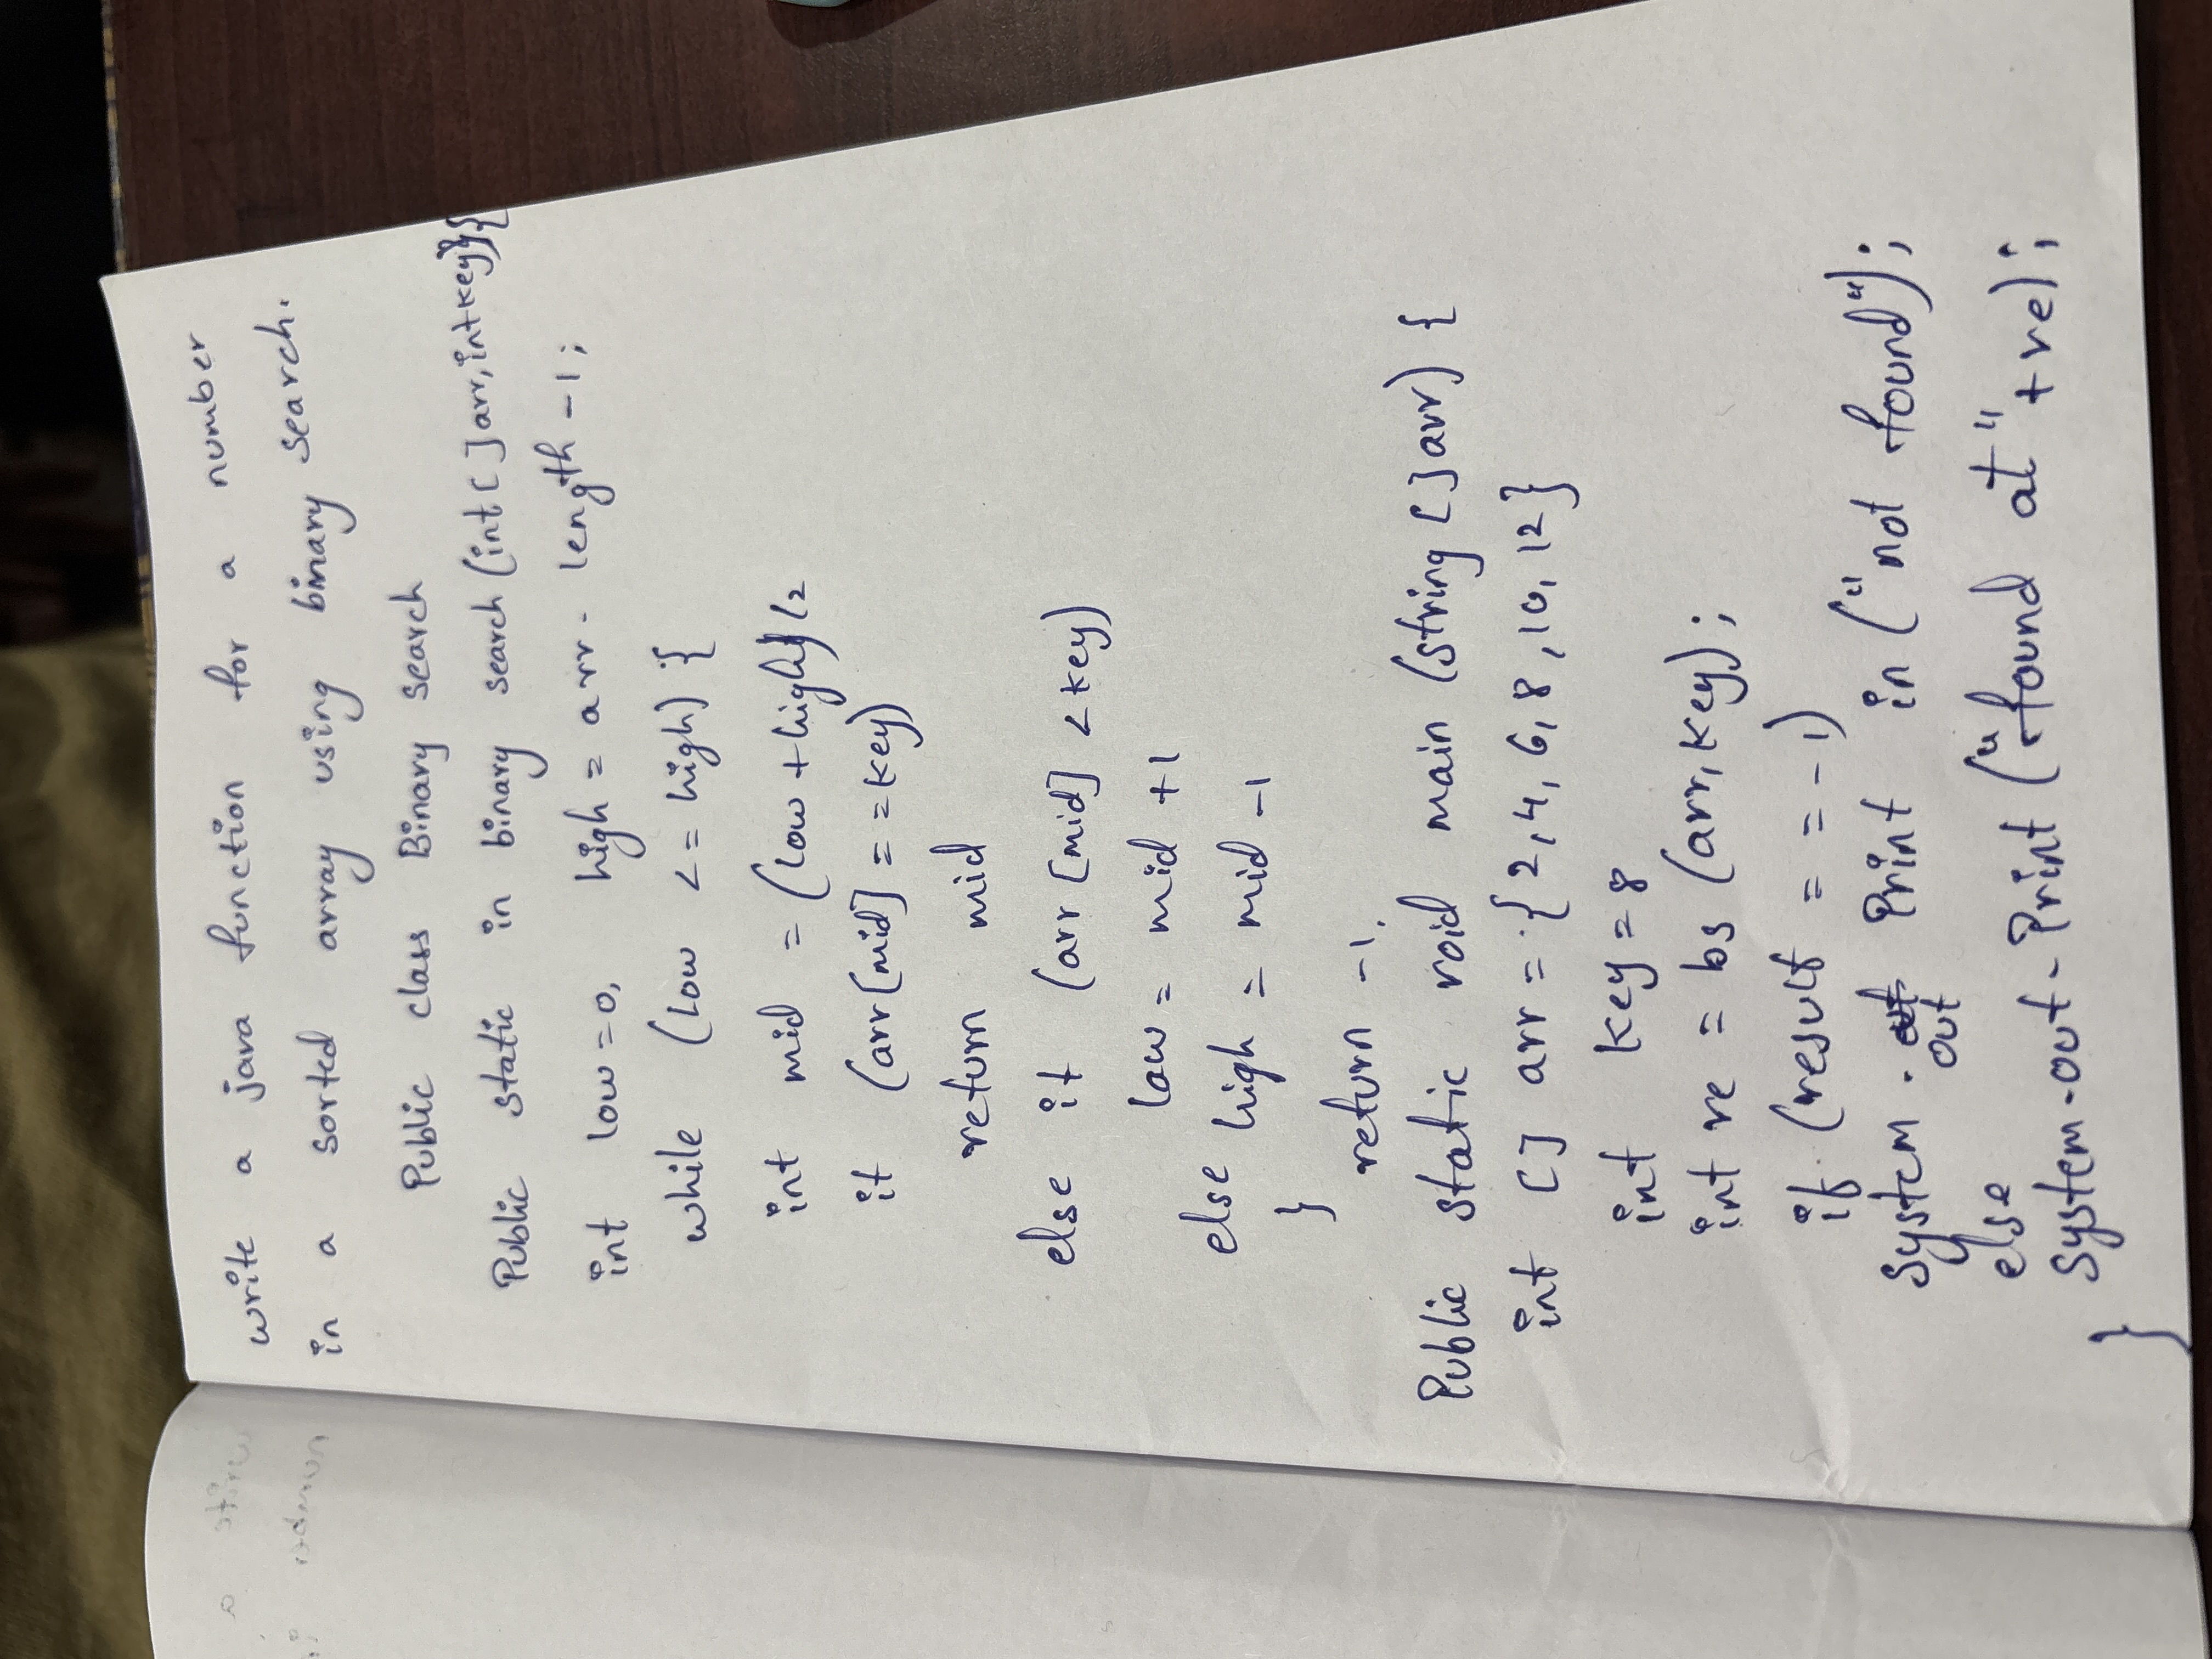 write a java function for a number
in a sorted array using binary search.
Public class Binary search
Public static in binary search (int [ ] arr, int key) {
int low = 0, high = arr. length -1;
while (low <= high) {
int mid = (low + high) /2
if (arr[mid] = = key)
return mid
else if (arr [mid] < key)
low = mid +1
else high = mid -1
}
return -1.
Public static void main (string [ ] arr) {
int [ ] arr = {2, 4, 6, 8, 10, 12}
int key = 8
int re = bs (arr, key);
if (result = = -1)
System . out Print in ("not found");
else
System.out.Print ("found at" + re);
}